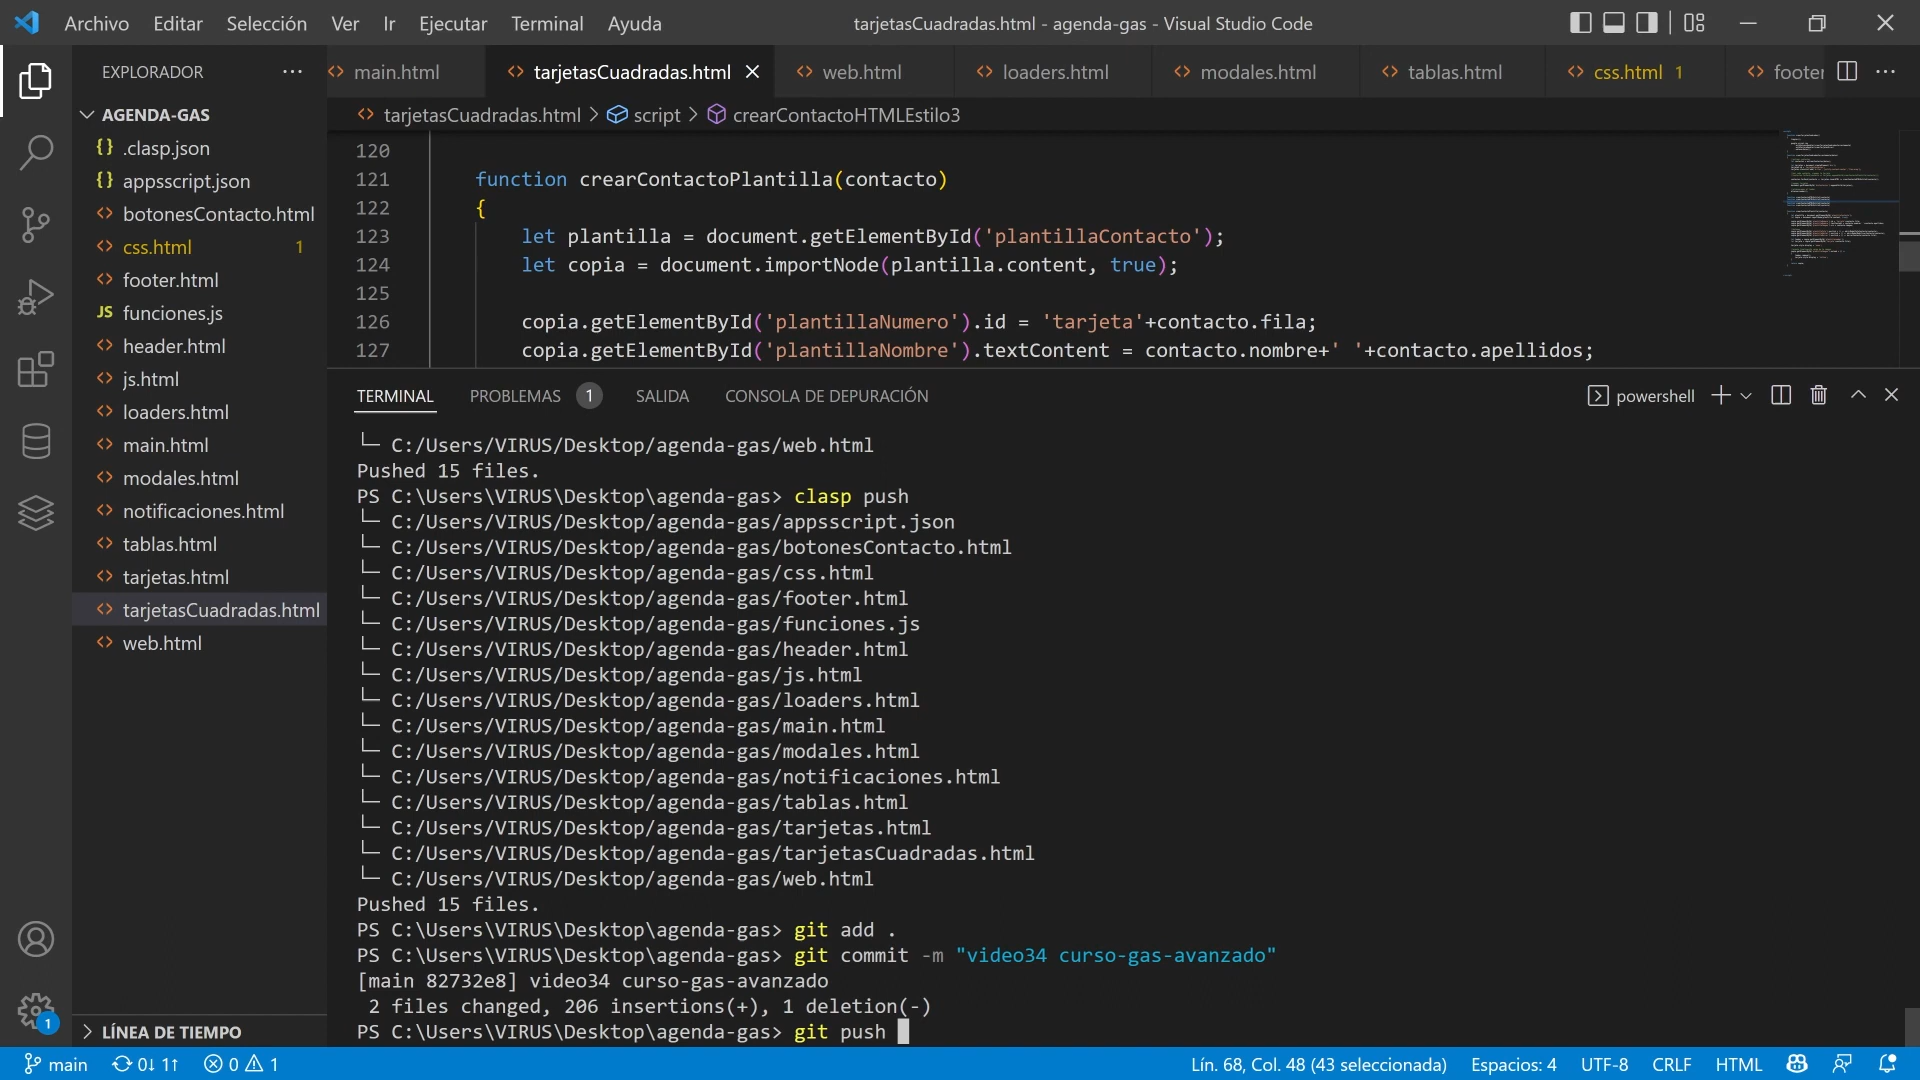 Archivo Editar Selección Ver Ir Ejecutar Terminal Ayuda
tarjetasCuadradas.html - agenda-gas - Visual Studio Code
EXPLORADOR
main.html
tarjetasCuadradas.html
web.html
loaders.html
modales.html
tablas.html
css.html 1
footer
tarjetasCuadradas.html > script > crearContactoHTMLEstilo3
AGENDA-GAS
{} .clasp.json
{} appsscript.json
botonesContacto.html
css.html 1
footer.html
JS funciones.js
header.html
js.html
loaders.html
main.html
modales.html
notificaciones.html
tablas.html
tarjetas.html
tarjetasCuadradas.html
web.html
LÍNEA DE TIEMPO
120
121 function crearContactoPlantilla(contacto)
122 {
123 let plantilla = document.getElementById('plantillaContacto');
124 let copia = document.importNode(plantilla.content, true);
125
126 copia.getElementById('plantillaNumero').id = 'tarjeta'+contacto.fila;
127 copia.getElementById('plantillaNombre').textContent = contacto.nombre+' '+contacto.apellidos;
TERMINAL PROBLEMAS 1 SALIDA CONSOLA DE DEPURACIÓN
powershell
└─ C:/Users/VIRUS/Desktop/agenda-gas/web.html
Pushed 15 files.
PS C:\Users\VIRUS\Desktop\agenda-gas> clasp push
└─ C:/Users/VIRUS/Desktop/agenda-gas/appsscript.json
└─ C:/Users/VIRUS/Desktop/agenda-gas/botonesContacto.html
└─ C:/Users/VIRUS/Desktop/agenda-gas/css.html
└─ C:/Users/VIRUS/Desktop/agenda-gas/footer.html
└─ C:/Users/VIRUS/Desktop/agenda-gas/funciones.js
└─ C:/Users/VIRUS/Desktop/agenda-gas/header.html
└─ C:/Users/VIRUS/Desktop/agenda-gas/js.html
└─ C:/Users/VIRUS/Desktop/agenda-gas/loaders.html
└─ C:/Users/VIRUS/Desktop/agenda-gas/main.html
└─ C:/Users/VIRUS/Desktop/agenda-gas/modales.html
└─ C:/Users/VIRUS/Desktop/agenda-gas/notificaciones.html
└─ C:/Users/VIRUS/Desktop/agenda-gas/tablas.html
└─ C:/Users/VIRUS/Desktop/agenda-gas/tarjetas.html
└─ C:/Users/VIRUS/Desktop/agenda-gas/tarjetasCuadradas.html
└─ C:/Users/VIRUS/Desktop/agenda-gas/web.html
Pushed 15 files.
PS C:\Users\VIRUS\Desktop\agenda-gas> git add .
PS C:\Users\VIRUS\Desktop\agenda-gas> git commit -m "video34 curso-gas-avanzado"
[main 82732e8] video34 curso-gas-avanzado
2 files changed, 206 insertions(+), 1 deletion(-)
PS C:\Users\VIRUS\Desktop\agenda-gas> git push
1
main 0↓ 1↑ 0 1
Lín. 68, Col. 48 (43 seleccionada) Espacios: 4 UTF-8 CRLF HTML